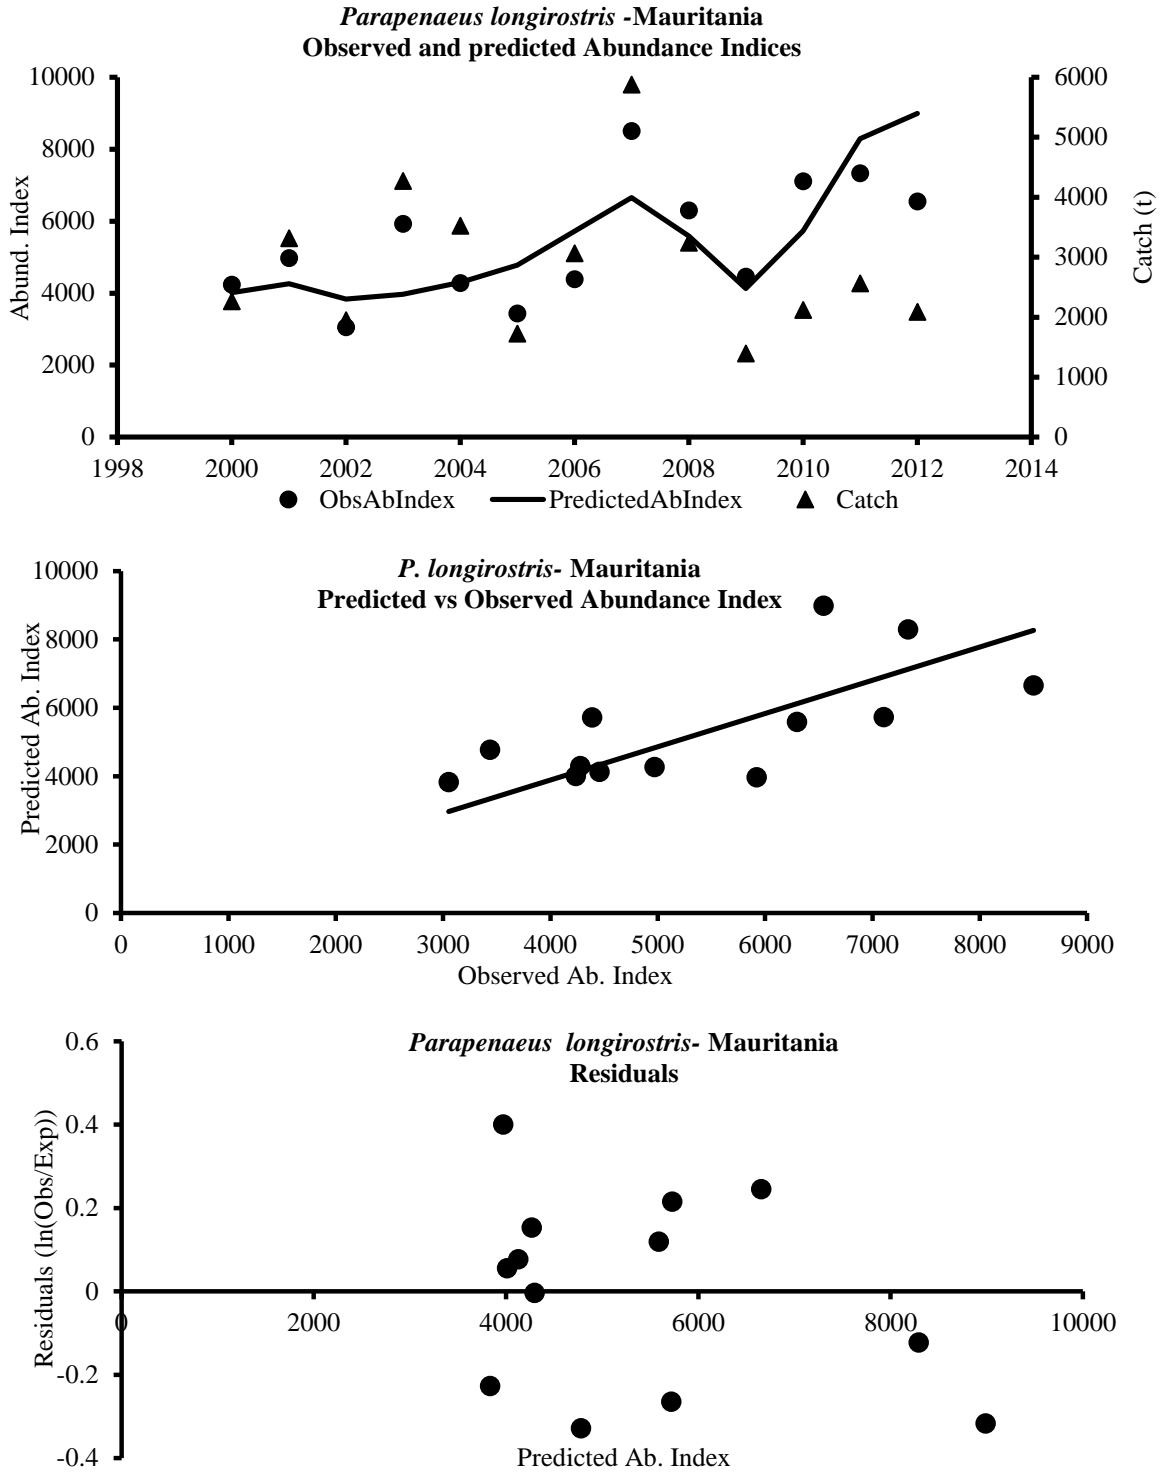 Parapenaeus longirostris -Mauritania
Observed and predicted Abundance Indices
10000
8000
6000
4000
2000
0
Abund. Index
6000
5000
4000
3000
2000
1000
0
Catch (t)
1998 2000 2002 2004 2006 2008 2010 2012 2014
ObsAbIndex PredictedAbIndex Catch
P. longirostris- Mauritania
Predicted vs Observed Abundance Index
10000
8000
6000
4000
2000
0
Predicted Ab. Index
0 1000 2000 3000 4000 5000 6000 7000 8000 9000
Observed Ab. Index
Parapenaeus longirostris- Mauritania
Residuals
0.6
0.4
0.2
0
-0.2
-0.4
Residuals (ln(Obs/Exp))
0 2000 4000 6000 8000 10000
Predicted Ab. Index